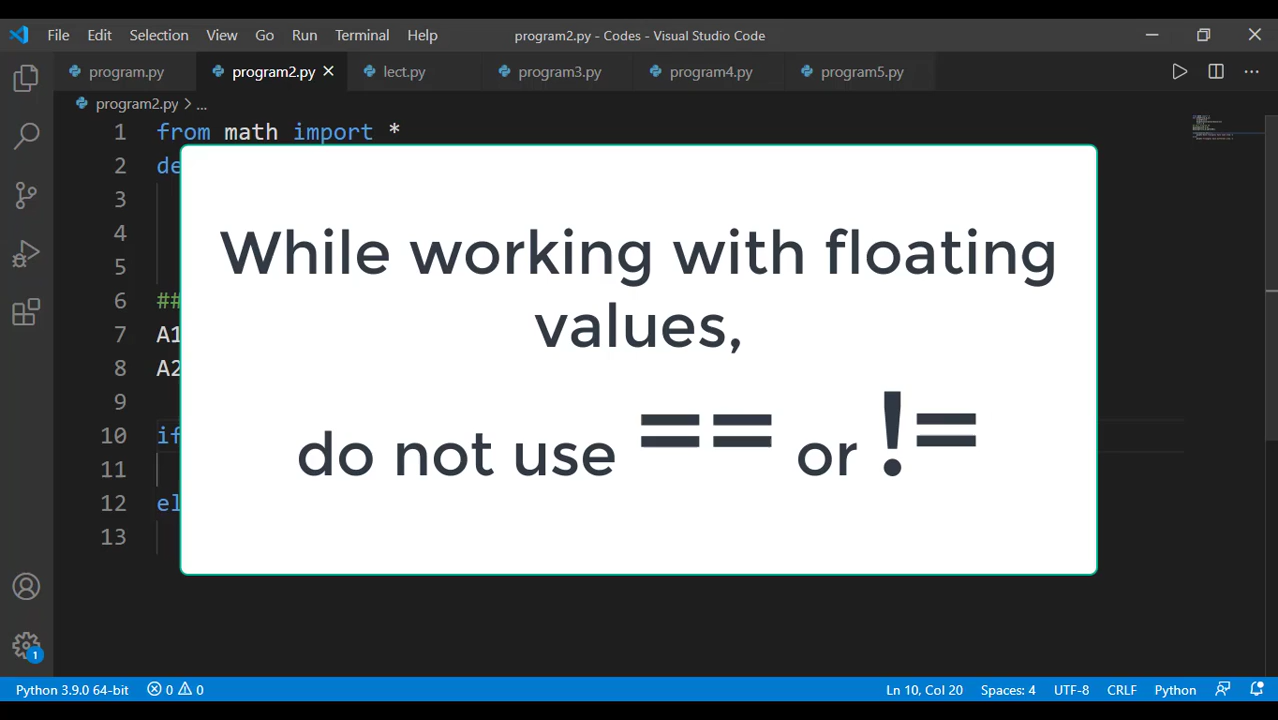 File Edit Selection View Go Run Terminal Help program2.py - Codes - Visual Studio Code
program.py program2.py lect.py program3.py program4.py program5.py
program2.py > ...
1 from math import *
2 de
3
4
5
6 ##
7 A1
8 A2
9
10 if
11
12 el
13
While working with floating
values,
do not use == or !=
1
Python 3.9.0 64-bit 0 0 Ln 10, Col 20 Spaces: 4 UTF-8 CRLF Python